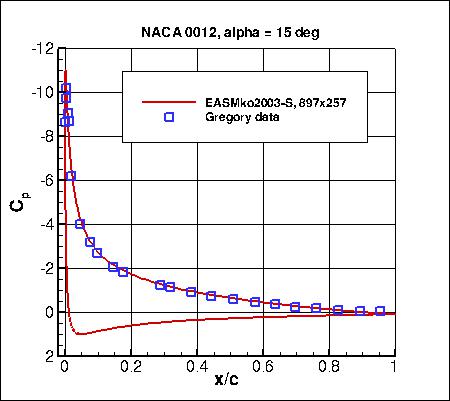 NACA 0012, alpha = 15 deg
-12
-10
-8
-6
-4
-2
0
2
EASMko2003-S, 897x257
Gregory data
Cp
0
0.2
0.4
0.6
0.8
1
x/c